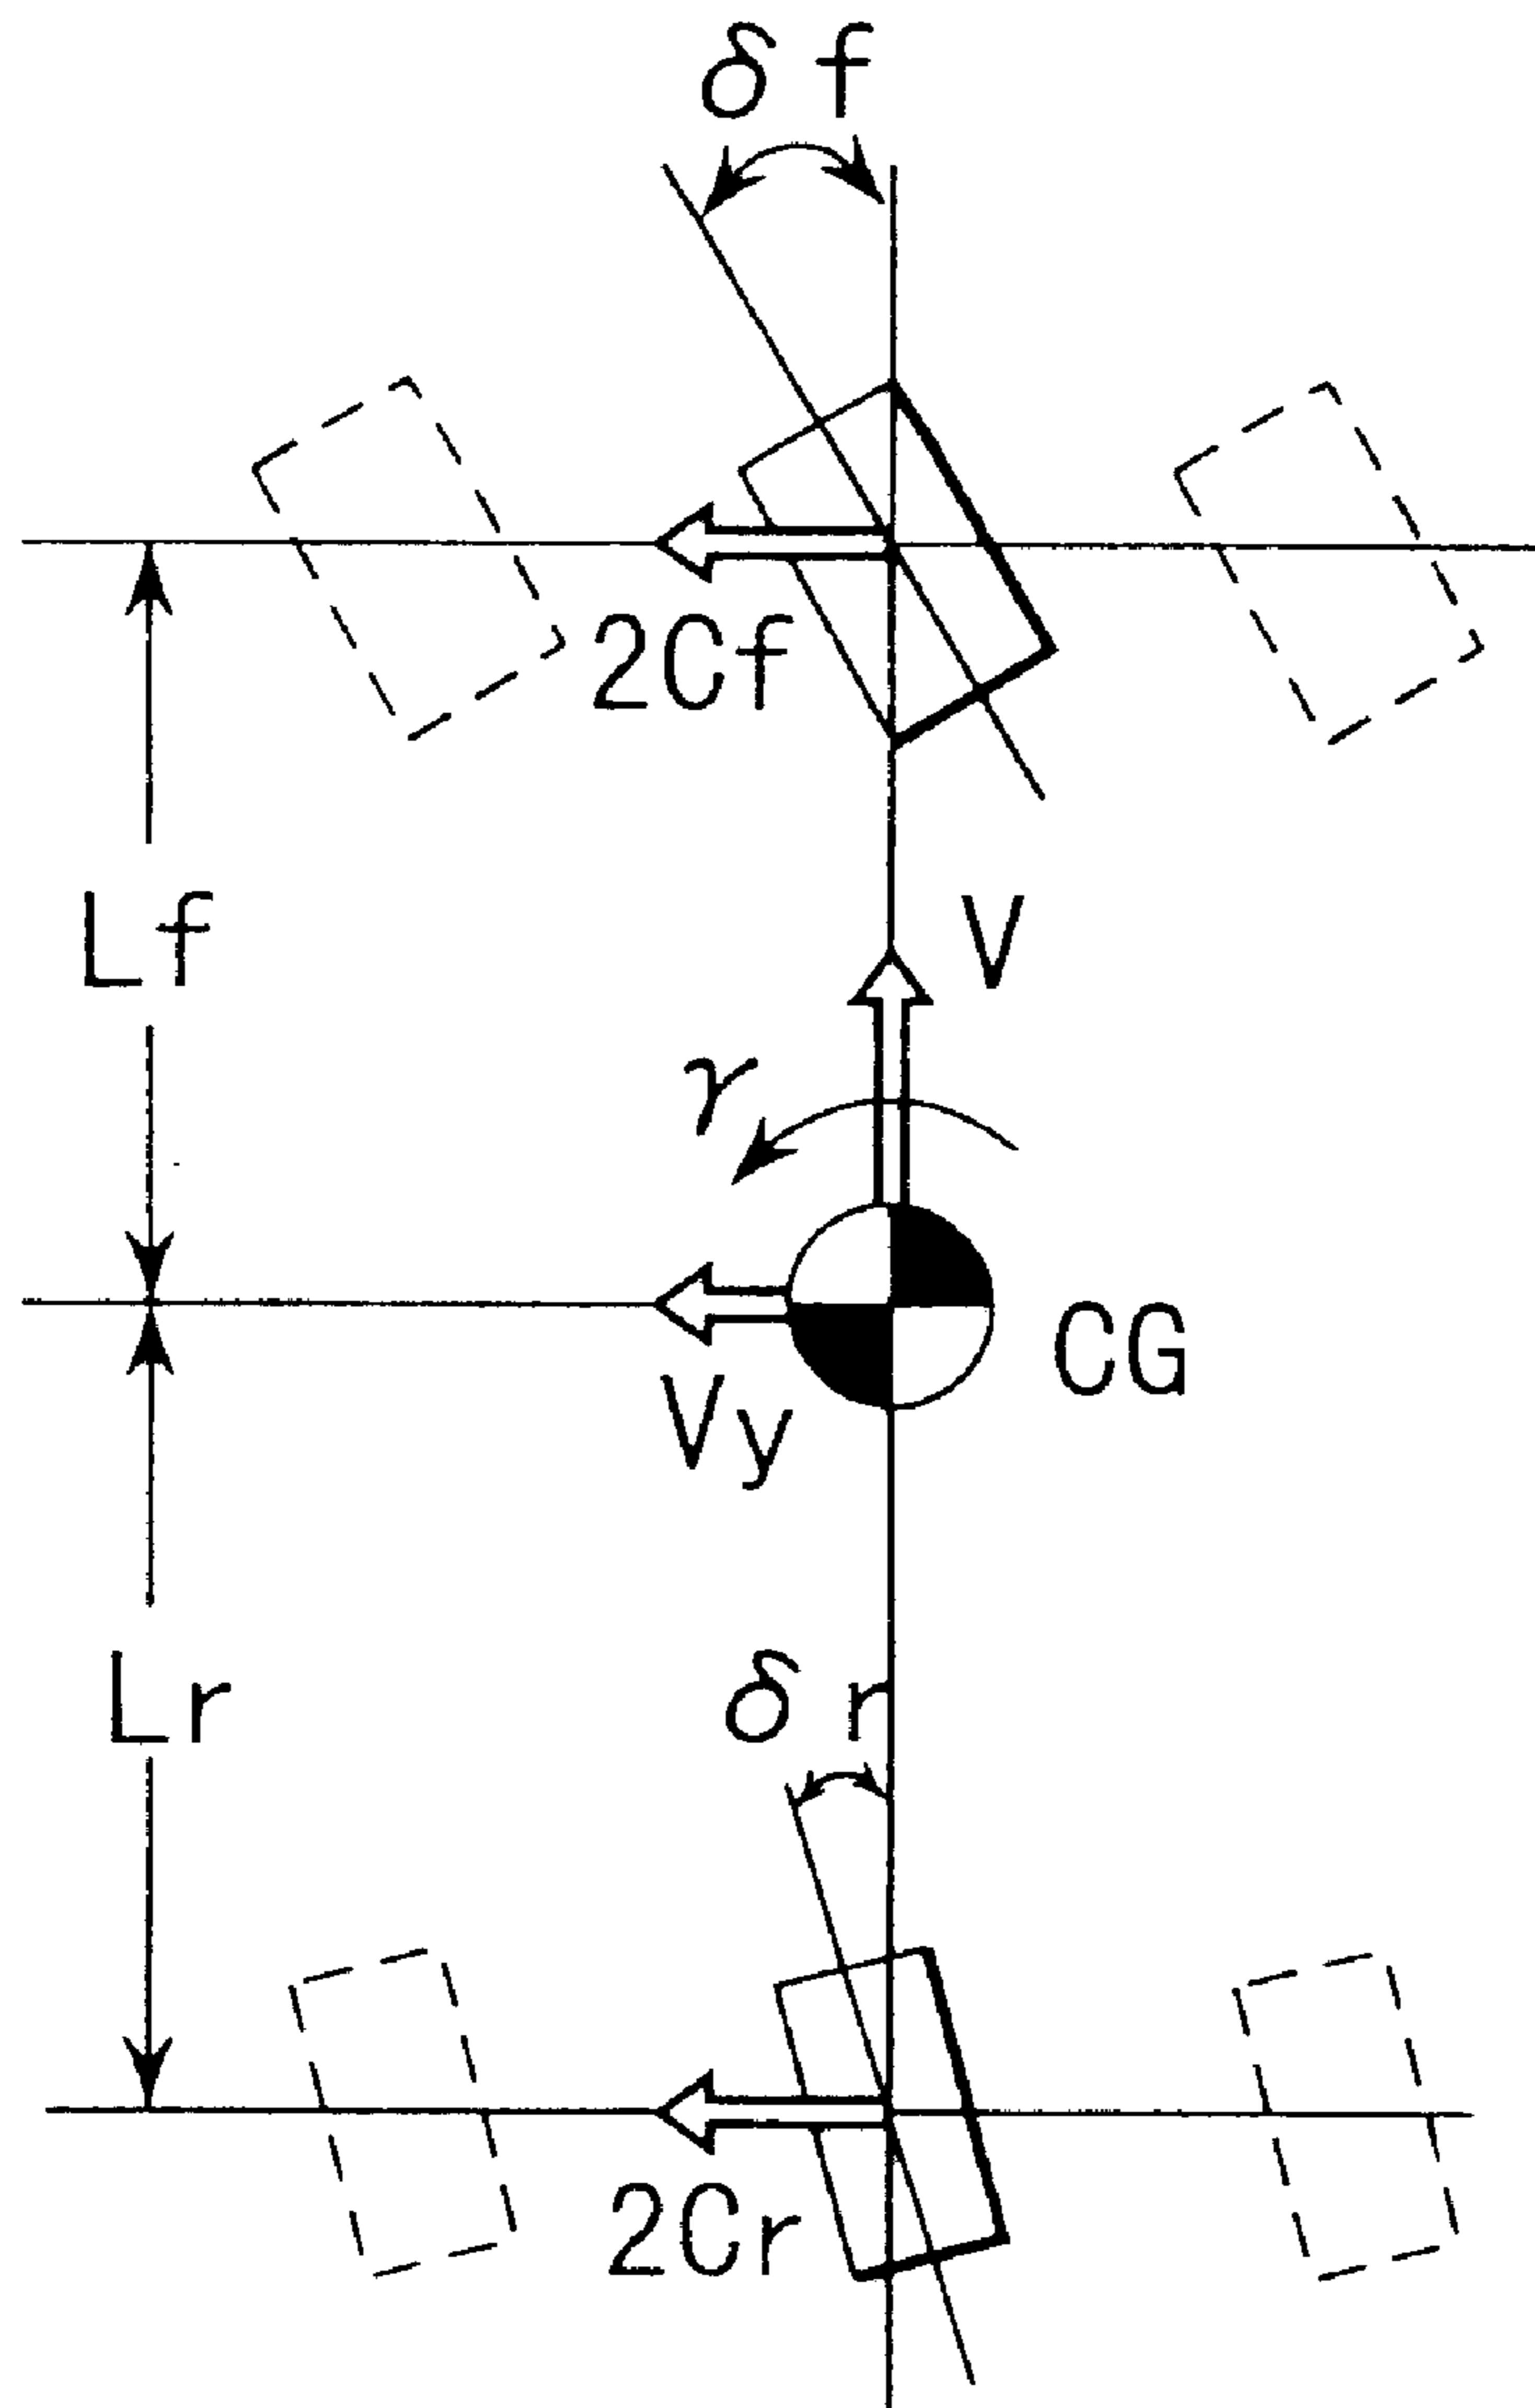 δ f
2Cf
Lf
V
γ
CG
Vy
Lr
δ r
2Cr